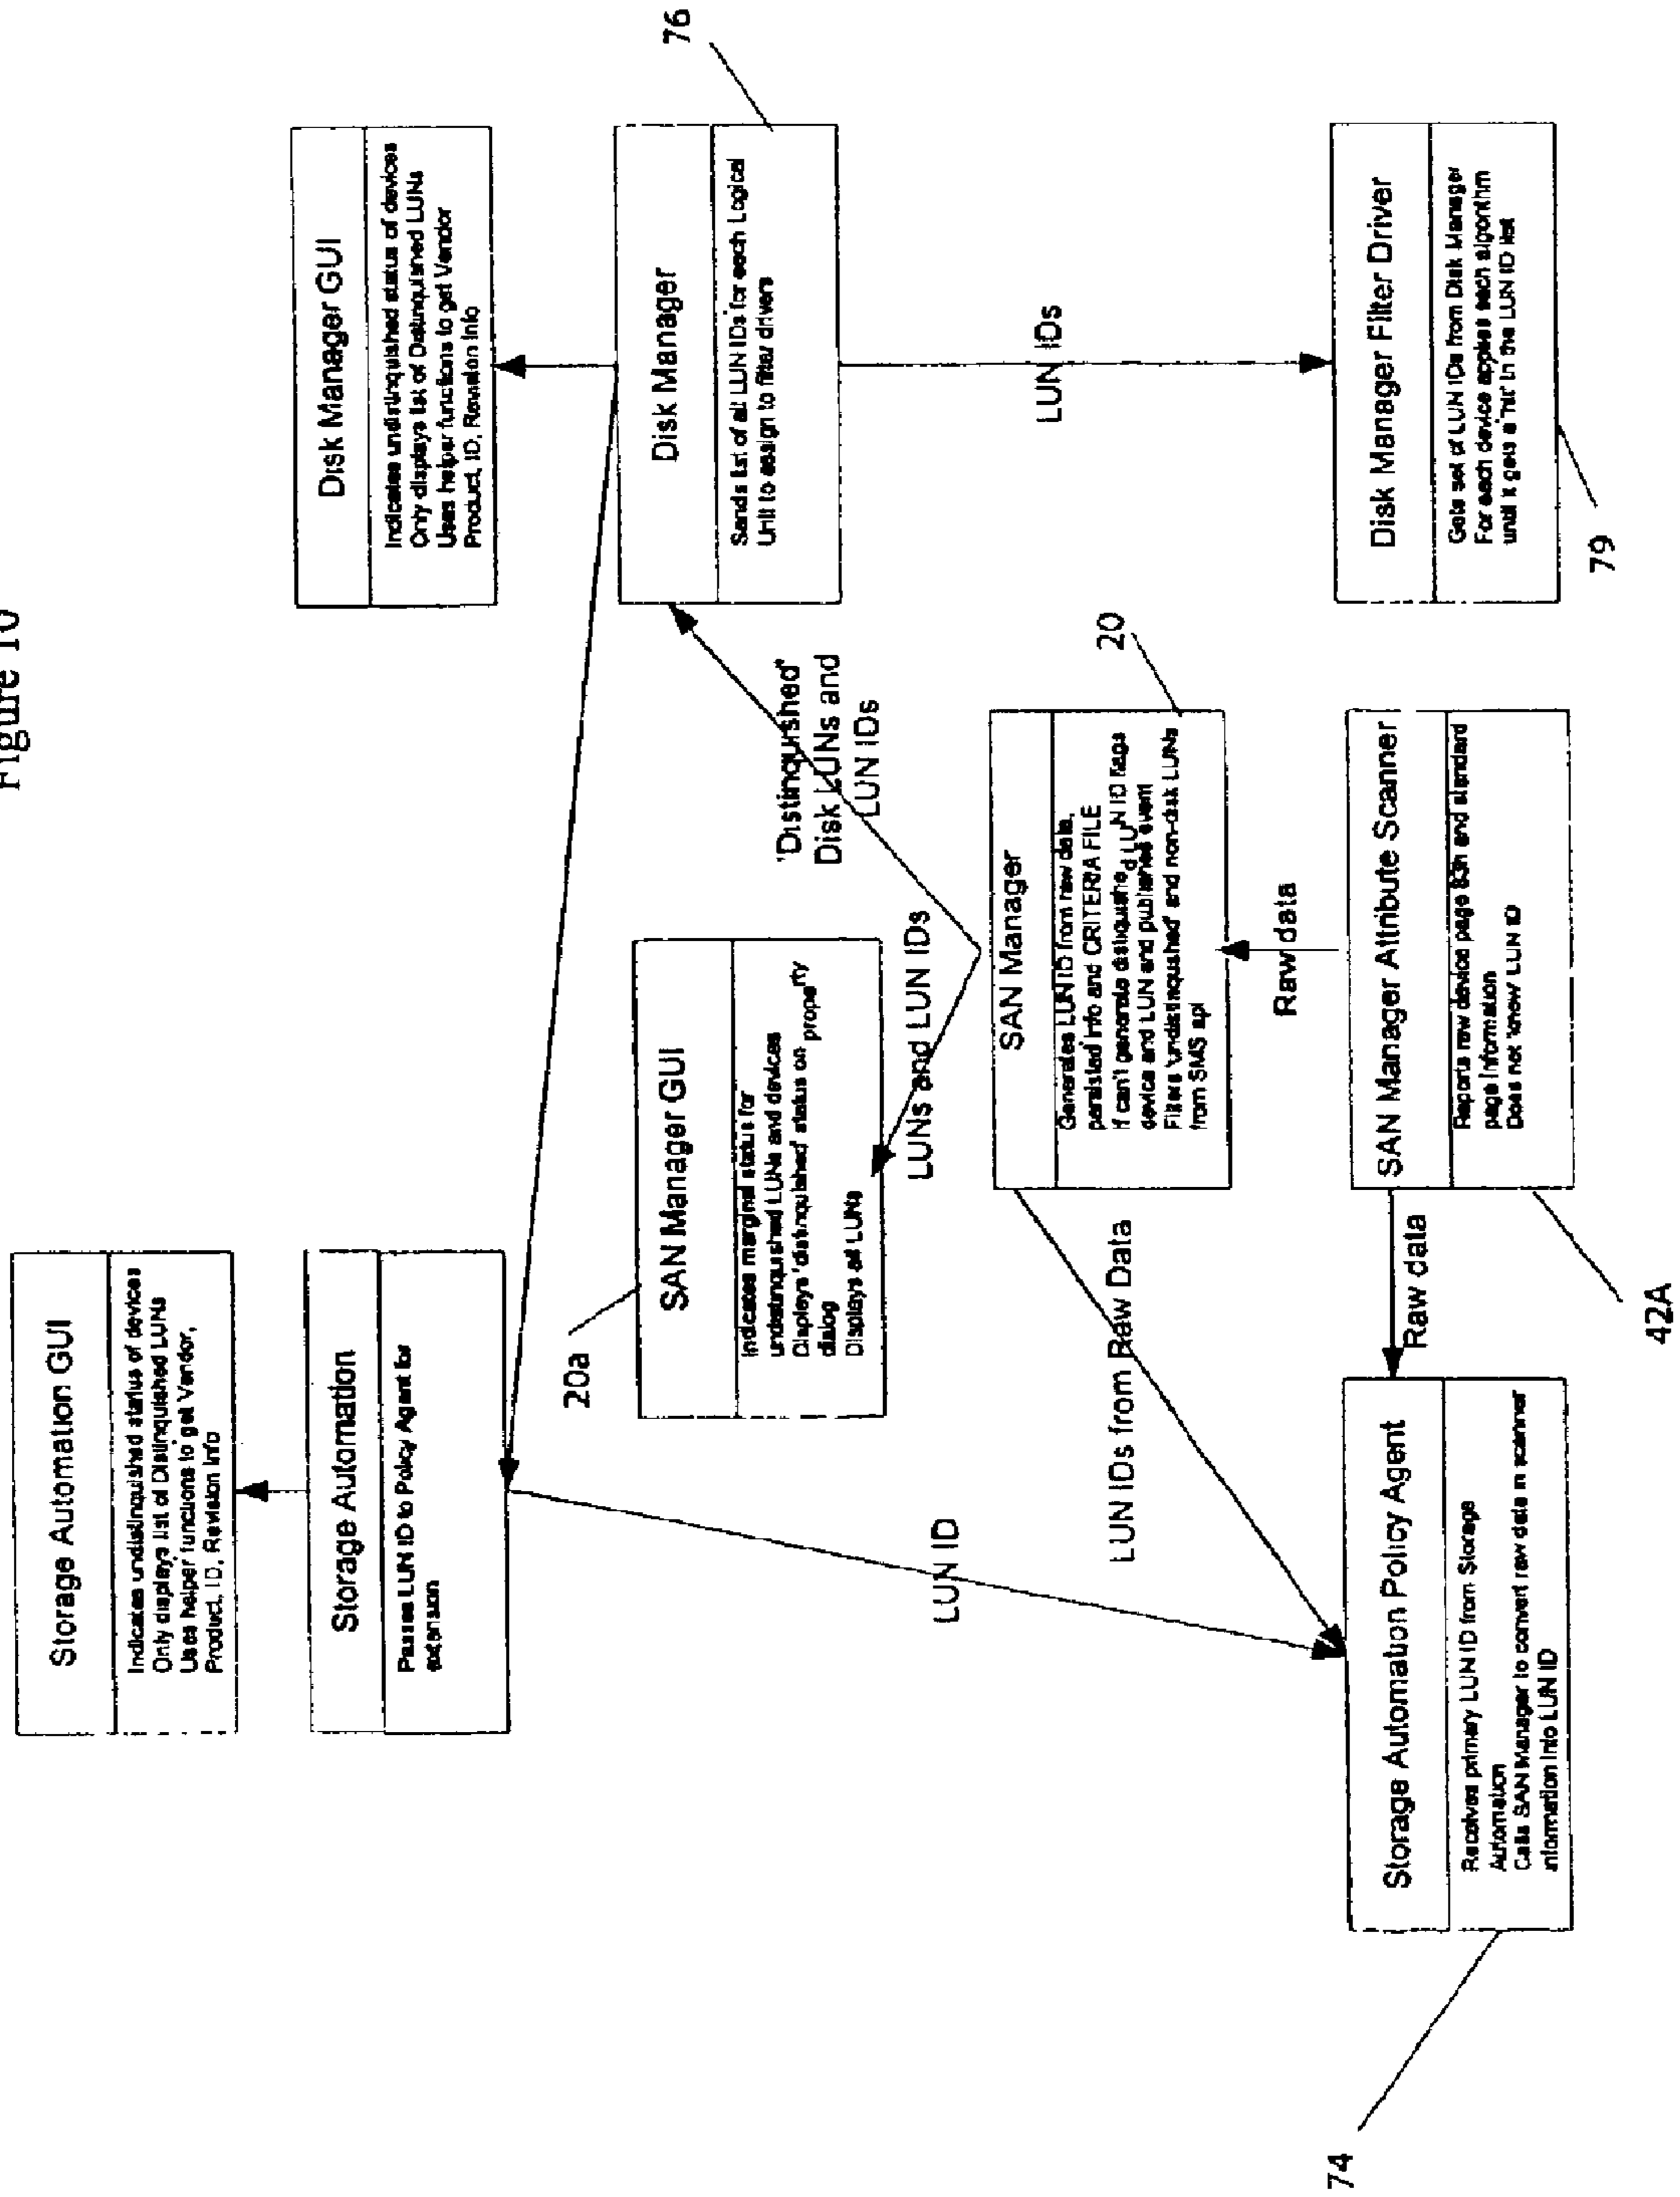 Figure 10
Storage Automation GUI
Indicates undistinquished status of devices
Only displays list of Distinquished LUNs
Uses helper functions to get Vendor,
Product, ID, Revision Info
Storage Automation
Passes LUN ID to Policy Agent for
extension
Disk Manager GUI
Indicates undistinquished status of devices
Only displays list of Distinquished LUNs
Uses helper functions to get Vendor
Product, ID, Revision Info
Disk Manager
Sends list of all LUN IDs for each Logical
Unit to assign to filter drivers
76
20a
SAN Manager GUI
Indicates marginal status for
undistinquished LUNs and devices
Displays 'distinquished' status on property
dialog
Displays all LUNs
'Distinquished'
Disk LUNs and
LUN IDs
LUNs and LUN IDs
LUN ID
LUN IDs
SAN Manager
20
Generates LUN ID from raw data,
persisted info and CRITERIA FILE
If can't generate distiquished LUN ID flags
device and LUN and publishes event
Filters 'undistinquished' and non-disk LUNs
from SMS api
LUN IDs from Raw Data
Raw data
Raw data
Storage Automation Policy Agent
Receives primary LUN ID from Storage
Automation
Calls SAN Manager to convert raw data in scanner
information into LUN ID
74
SAN Manager Attribute Scanner
Reports raw device page 83h and standard
page information
Does not 'know' LUN ID
42A
Disk Manager Filter Driver
Gets set of LUN IDs from Disk Manager
For each device applies each algorithm
until it gets a 'hit' in the LUN ID list
79